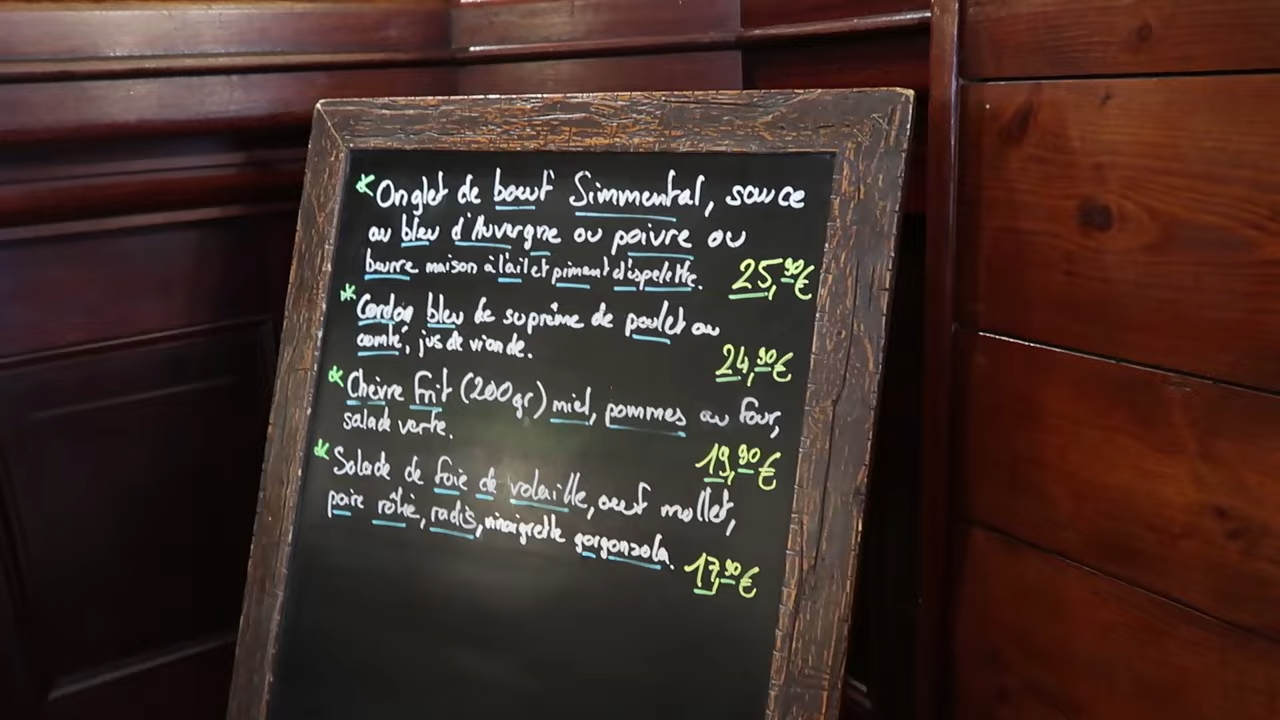 *Onglet de bœuf Simmental, sauce
au bleu d'Auvergne ou poivre ou
beurre maison à l'ail et piment d'espelette. 25,90€
*Cordon bleu de suprême de poulet au
comté, jus de viande. 24,90€
*Chèvre frit (200gr) miel, pommes au four,
salade verte. 19,90€
*Salade de foie de volaille, oeuf mollet,
poire rôtie, radis, vinaigrette gorgonzola. 17,90€